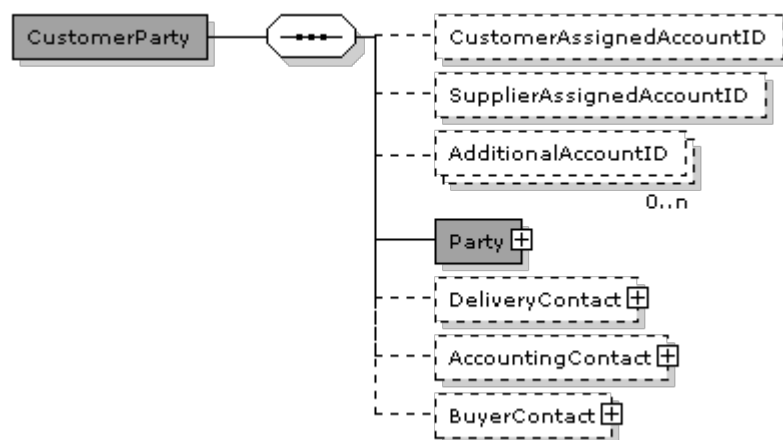 CustomerParty
CustomerAssignedAccountID
SupplierAssignedAccountID
AdditionalAccountID
0..n
Party
DeliveryContact
AccountingContact
BuyerContact